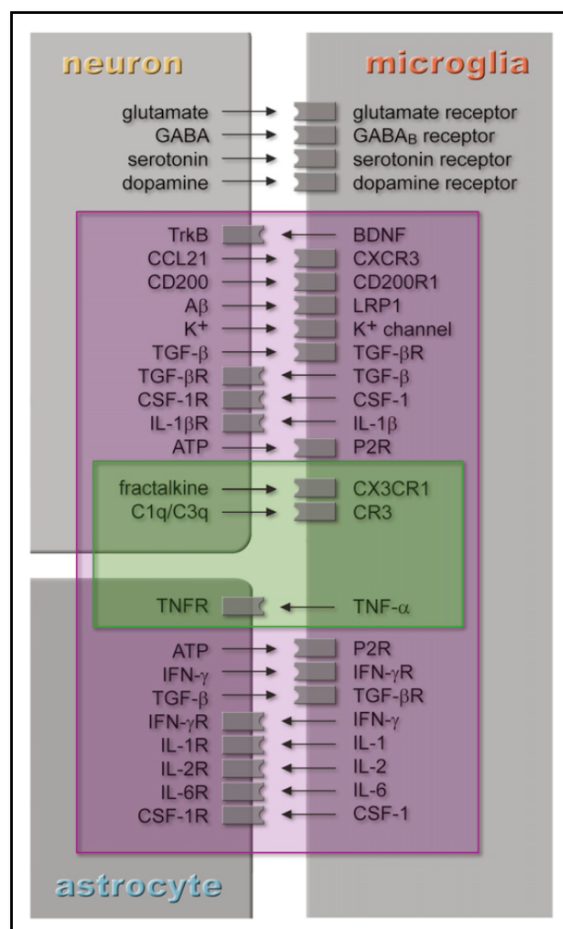 neuron microglia
glutamate glutamate receptor
GABA GABAB receptor
serotonin serotonin receptor
dopamine dopamine receptor
TrkB BDNF
CCL21 CXCR3
CD200 CD200R1
Aβ LRP1
K+ K+ channel
TGF-β TGF-βR
TGF-βR TGF-β
CSF-1R CSF-1
IL-1βR IL-1β
ATP P2R
fractalkine CX3CR1
C1q/C3q CR3
TNFR TNF-α
ATP P2R
IFN-γ IFN-γR
TGF-β TGF-βR
IFN-γR IFN-γ
IL-1R IL-1
IL-2R IL-2
IL-6R IL-6
CSF-1R CSF-1
astrocyte